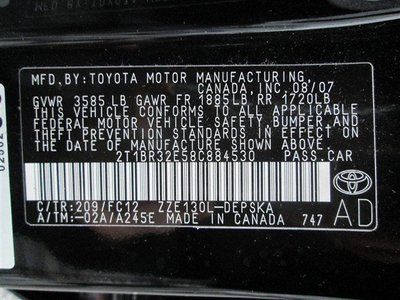 MFD.BY:TOYOTA MOTOR MANUFACTURING,
CANADA,INC. 08/07
GVWR 3585LB GAWR FR 1885LB RR 1720LB
THIS VEHICLE CONFORMS TO ALL APPLICABLE
FEDERAL MOTOR VEHICLE SAFETY, BUMPER, AND
THEFT PREVENTION STANDARDS IN EFFECT ON
THE DATE OF MANUFACTURE SHOWN ABOVE.
2T1BR32E58C884530 PASS.CAR
C/TR:209/FC12 ZZE130L-DEPSKA
A/TM:-02A/A245E MADE IN CANADA 747
AD
TOYOTA